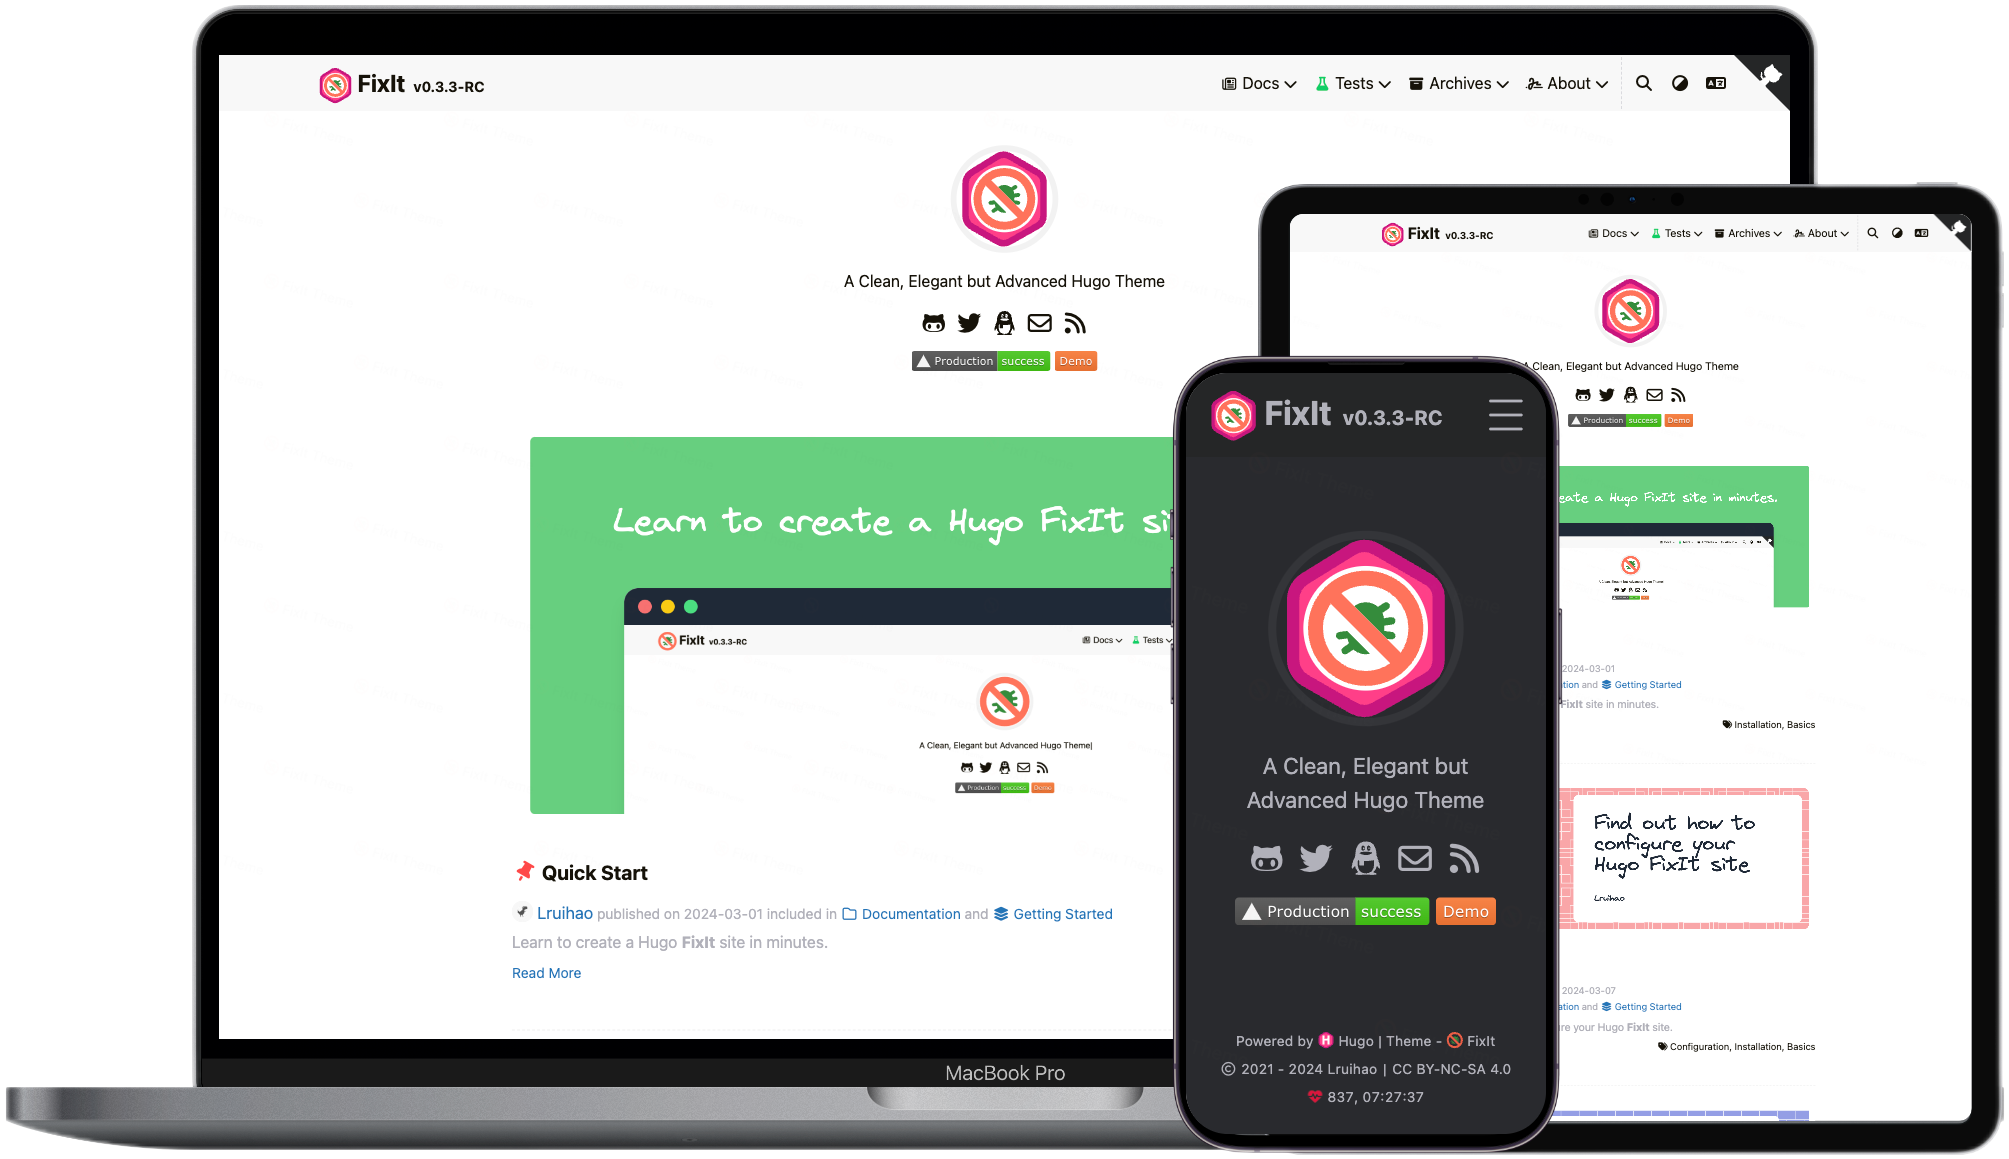 FixIt v0.3.3-RC
Docs Tests Archives About
A Clean, Elegant but Advanced Hugo Theme
Production success Demo
Learn to create a Hugo FixIt
FixIt v0.3.3-RC
Docs Tests
A Clean, Elegant but Advanced Hugo Theme|
Production success Demo
Quick Start
Lruihao published on 2024-03-01 included in Documentation and Getting Started
Learn to create a Hugo FixIt site in minutes.
Read More
MacBook Pro
FixIt v0.3.3-RC
A Clean, Elegant but
Advanced Hugo Theme
Production success Demo
Powered by Hugo | Theme - FixIt
© 2021 - 2024 Lruihao | CC BY-NC-SA 4.0
837, 07:27:37
FixIt v0.3.3-RC
Docs Tests Archives About
Clean, Elegant but Advanced Hugo Theme
Production success Demo
a Hugo FixIt site in minutes.
A Clean, Elegant but Advanced Hugo Theme
2024-03-01
and Getting Started
FixIt site in minutes.
Installation, Basics
Find out how to
configure your
Hugo FixIt site
Lruihao
2024-03-07
and Getting Started
your Hugo FixIt site.
Configuration, Installation, Basics